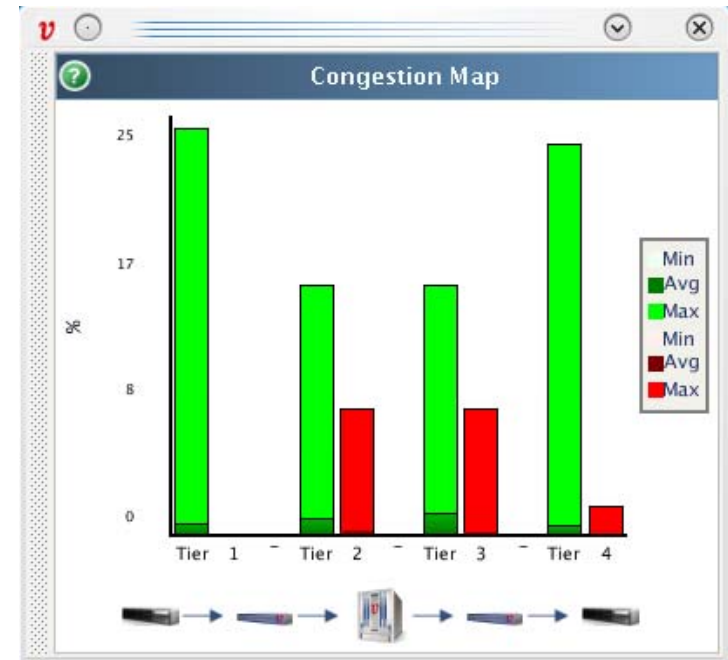 υ
? Congestion Map
25
17
%
8
0
Min
Avg
Max
Min
Avg
Max
Tier 1 – Tier 2 – Tier 3 – Tier 4